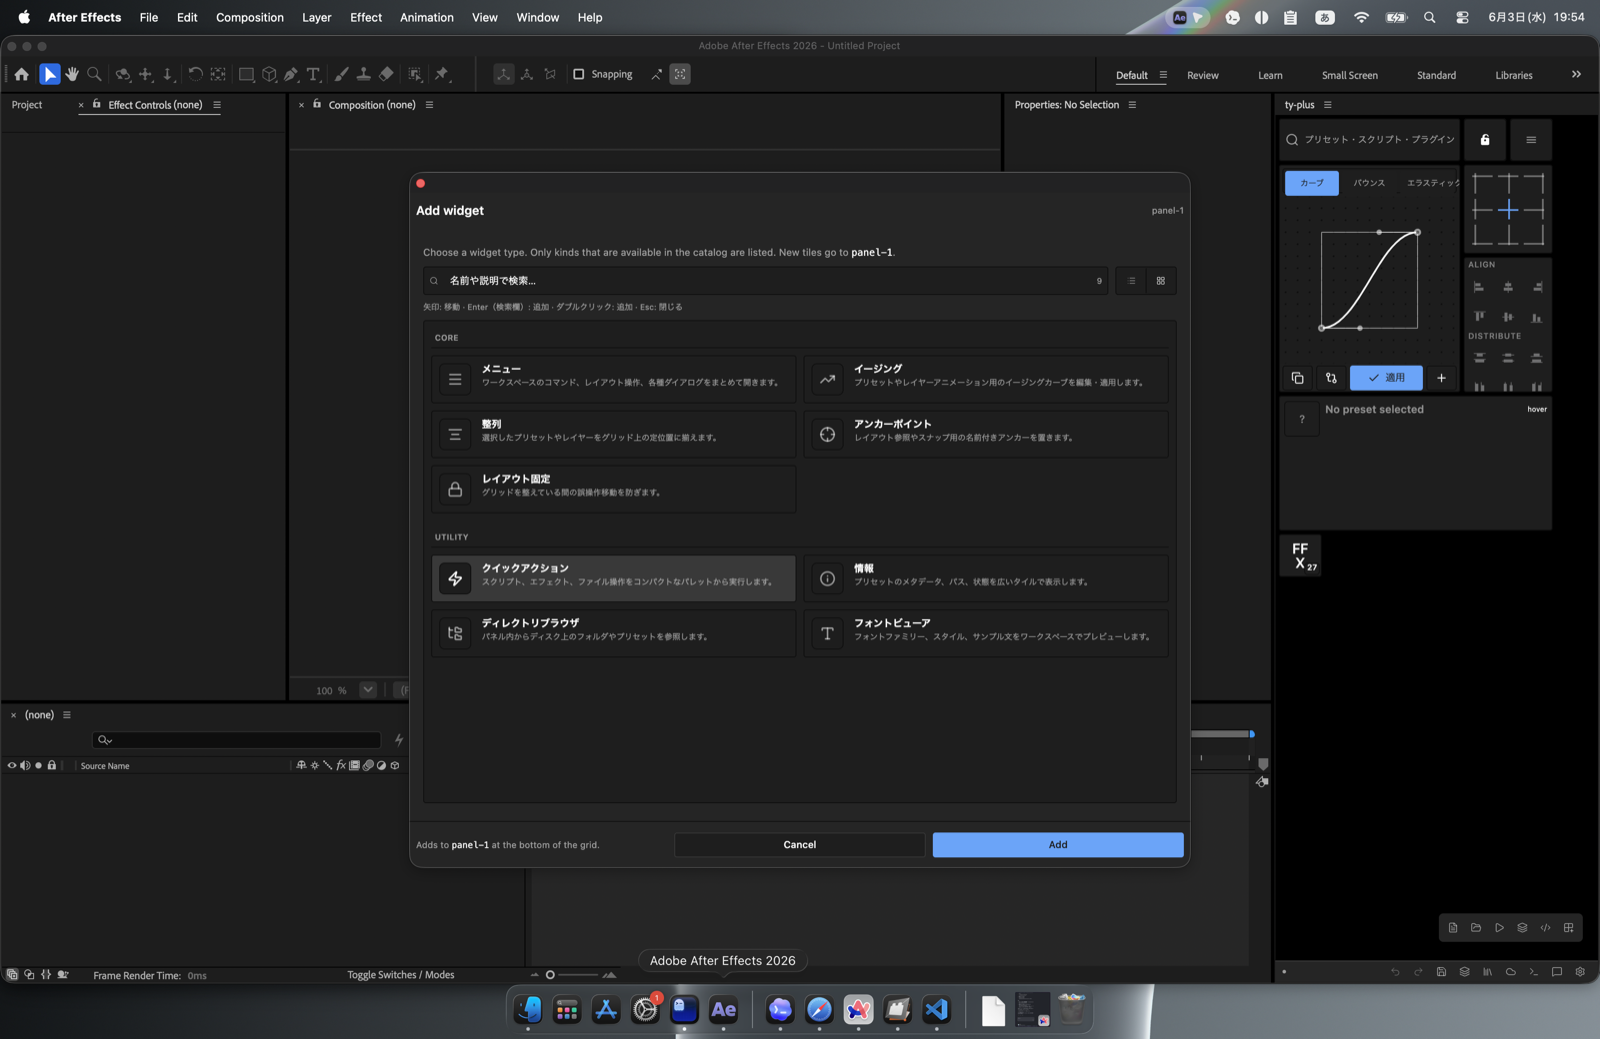 After Effects File Edit Composition Layer Effect Animation View Window Help
Ae あ 6月3日(水) 19:54
Adobe After Effects 2026 - Untitled Project
Snapping
Default Review Learn Small Screen Standard Libraries
Project Effect Controls (none) Composition (none) Properties: No Selection ty-plus
プリセット・スクリプト・プラグイン
カーブ バウンス エラスティック
ALIGN
DISTRIBUTE
適用
No preset selected hover
?
FF
X 27
Add widget panel-1
Choose a widget type. Only kinds that are available in the catalog are listed. New tiles go to panel-1.
名前や説明で検索... 9
矢印: 移動 · Enter（検索欄）: 追加 · ダブルクリック: 追加 · Esc: 閉じる
CORE
メニュー
ワークスペースのコマンド、レイアウト操作、各種ダイアログをまとめて開きます。
イージング
プリセットやレイヤーアニメーション用のイージングカーブを編集・適用します。
整列
選択したプリセットやレイヤーをグリッド上の定位置に揃えます。
アンカーポイント
レイアウト参照やスナップ用の名前付きアンカーを置きます。
レイアウト固定
グリッドを整えている間の誤操作移動を防ぎます。
UTILITY
クイックアクション
スクリプト、エフェクト、ファイル操作をコンパクトなパレットから実行します。
情報
プリセットのメタデータ、パス、状態を広いタイルで表示します。
ディレクトリブラウザ
パネル内からディスク上のフォルダやプリセットを参照します。
フォントビューア
フォントファミリー、スタイル、サンプル文をワークスペースでプレビューします。
Adds to panel-1 at the bottom of the grid. Cancel Add
100 %
(none)
Source Name
fx
Frame Render Time: 0ms Toggle Switches / Modes
Adobe After Effects 2026
1
Ae